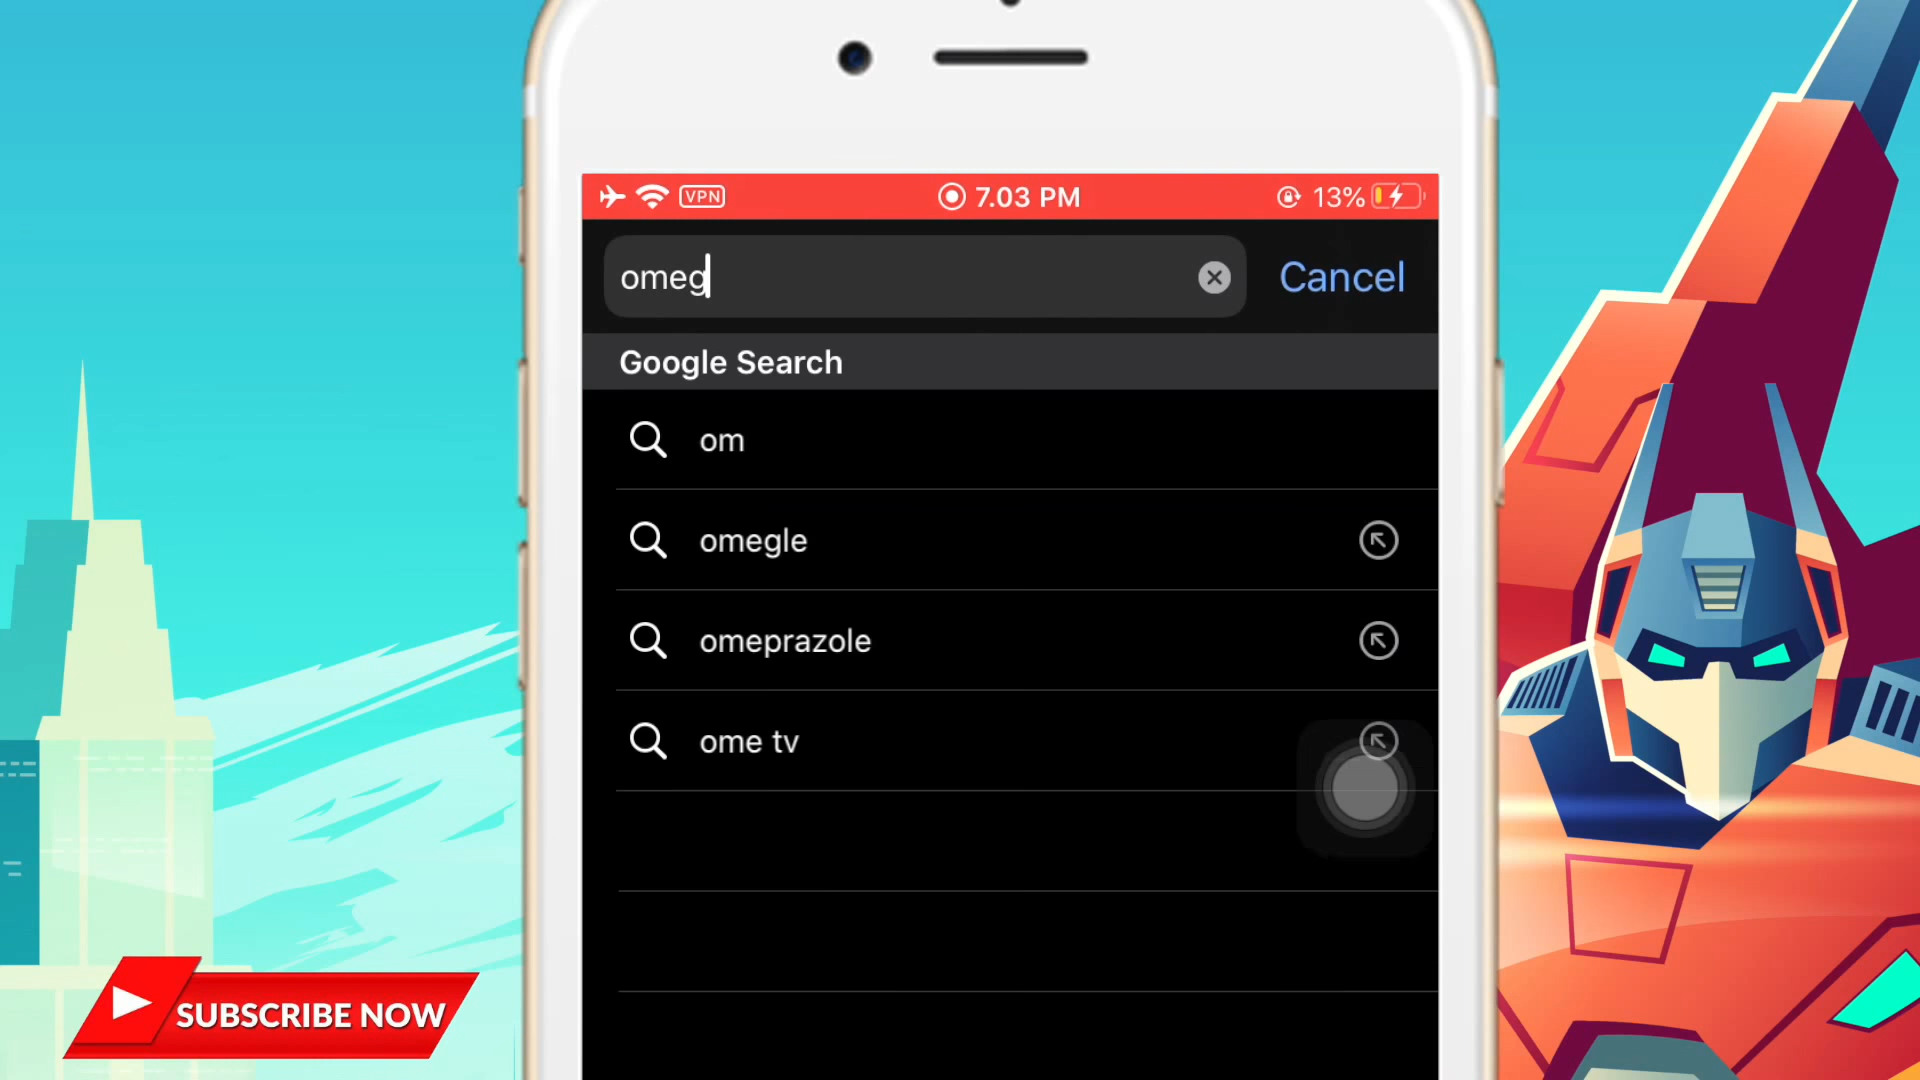 VPN 7.03 PM 13%
omeg Cancel
Google Search
om
omegle
omeprazole
ome tv
SUBSCRIBE NOW